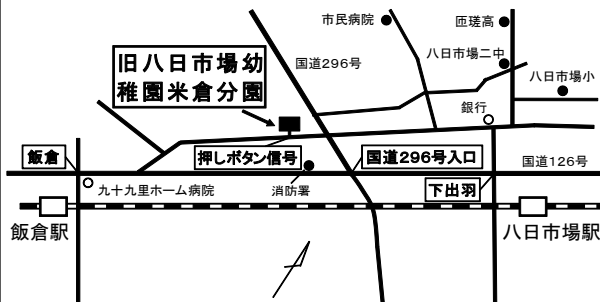 市民病院
匝瑳高
旧八日市場幼
稚園米倉分園
国道296号
八日市場二中
八日市場小
銀行
飯倉
押しボタン信号
国道296号入口
国道126号
九十九里ホーム病院
消防署
下出羽
飯倉駅
八日市場駅